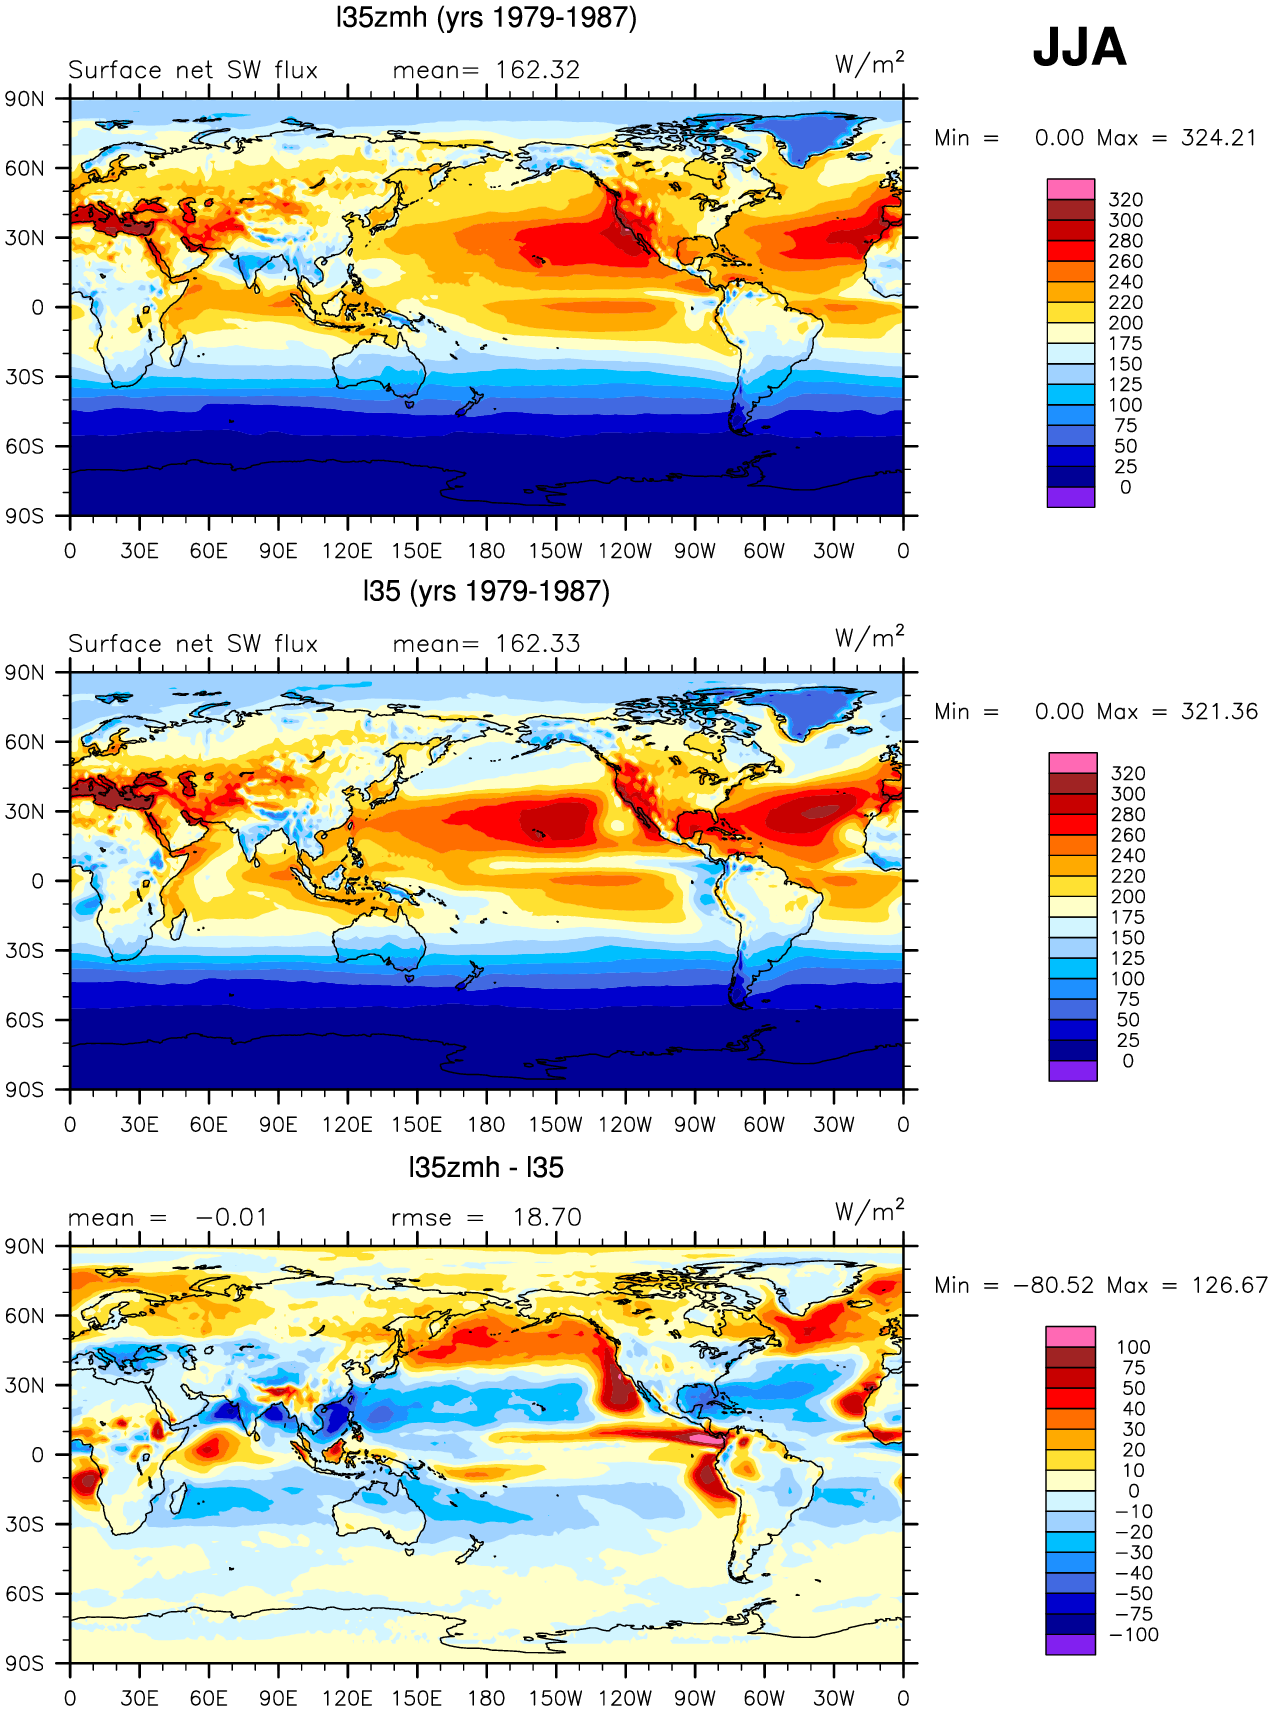 l35zmh (yrs 1979-1987)
JJA
Surface net SW flux mean= 162.32 W/m²
Min = 0.00 Max = 324.21
90N
60N
30N
0
30S
60S
90S
0 30E 60E 90E 120E 150E 180 150W 120W 90W 60W 30W 0
320
300
280
260
240
220
200
175
150
125
100
75
50
25
0
l35 (yrs 1979-1987)
Surface net SW flux mean= 162.33 W/m²
Min = 0.00 Max = 321.36
90N
60N
30N
0
30S
60S
90S
0 30E 60E 90E 120E 150E 180 150W 120W 90W 60W 30W 0
320
300
280
260
240
220
200
175
150
125
100
75
50
25
0
l35zmh - l35
mean = −0.01 rmse = 18.70 W/m²
Min = −80.52 Max = 126.67
90N
60N
30N
0
30S
60S
90S
0 30E 60E 90E 120E 150E 180 150W 120W 90W 60W 30W 0
100
75
50
40
30
20
10
0
−10
−20
−30
−40
−50
−75
−100